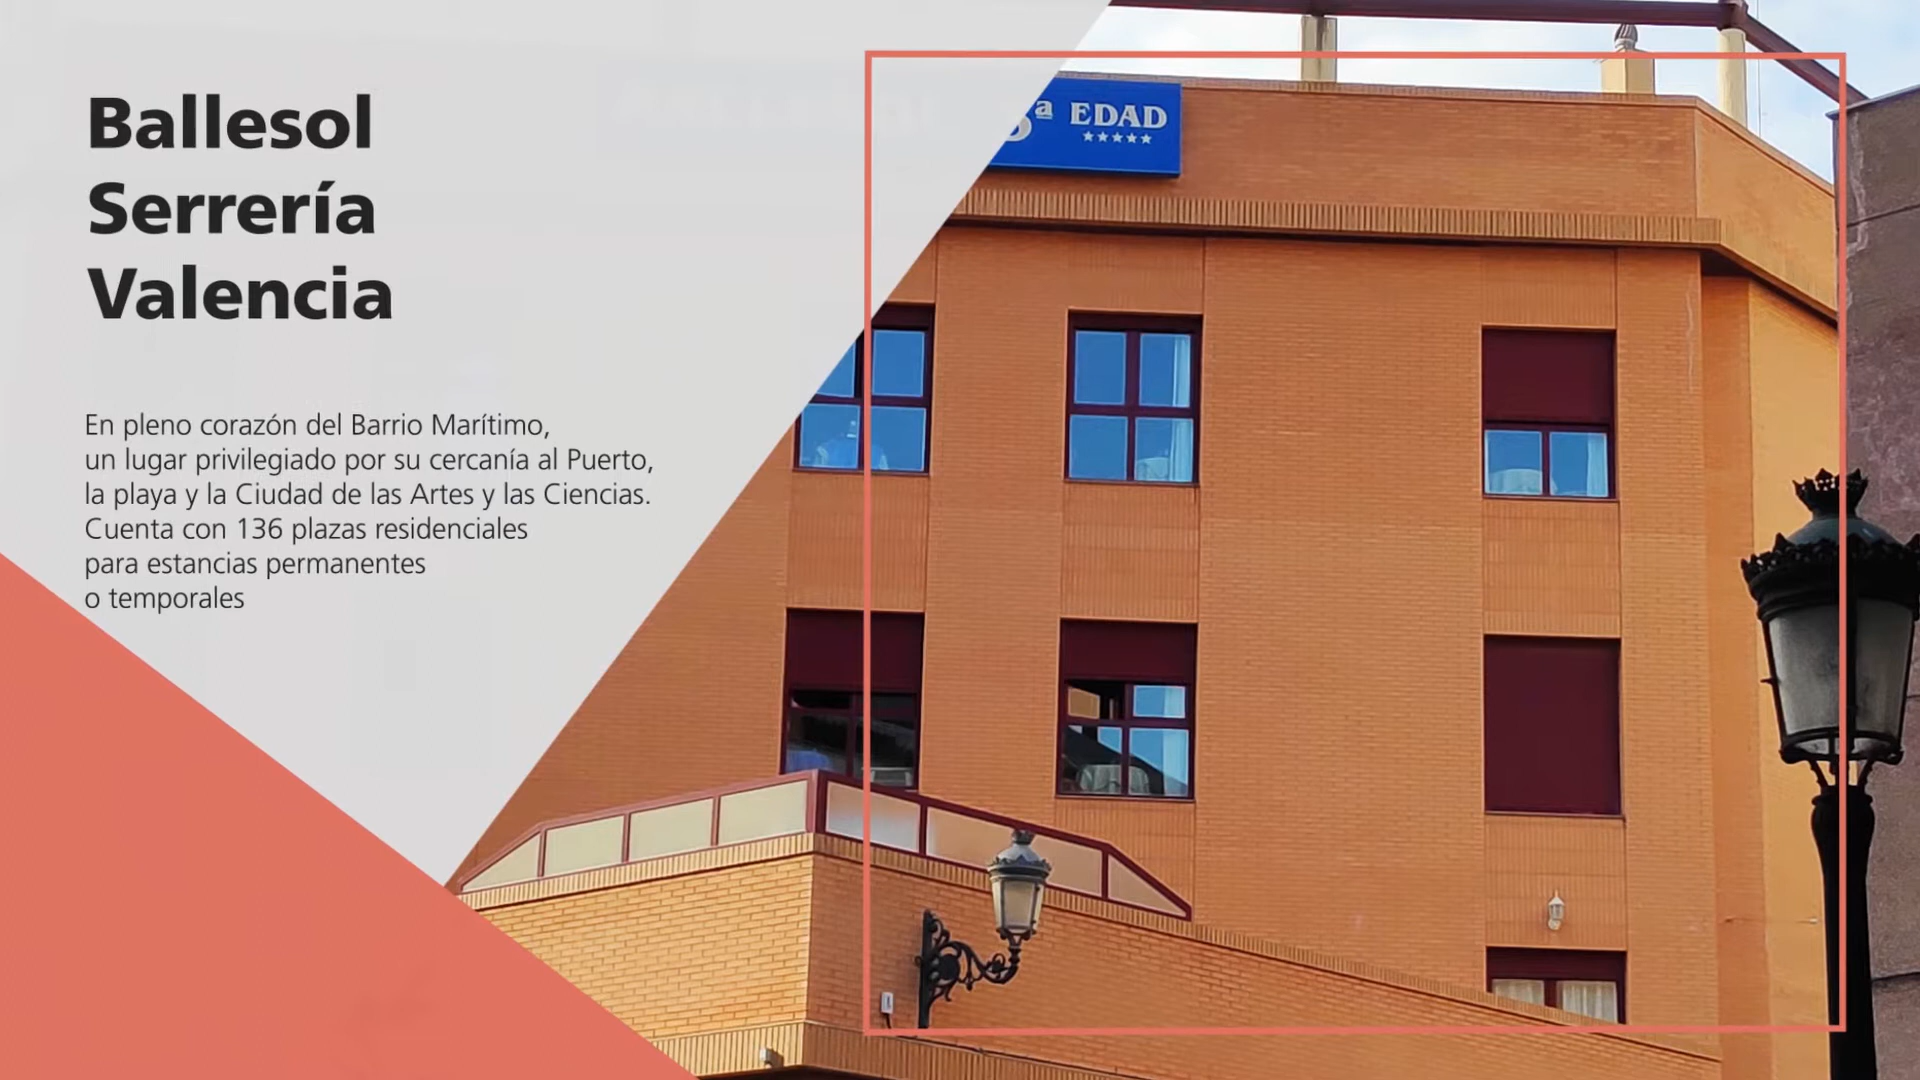 Ballesol
Serrería
Valencia
En pleno corazón del Barrio Marítimo,
un lugar privilegiado por su cercanía al Puerto,
la playa y la Ciudad de las Artes y las Ciencias.
Cuenta con 136 plazas residenciales
para estancias permanentes
o temporales
3ª EDAD